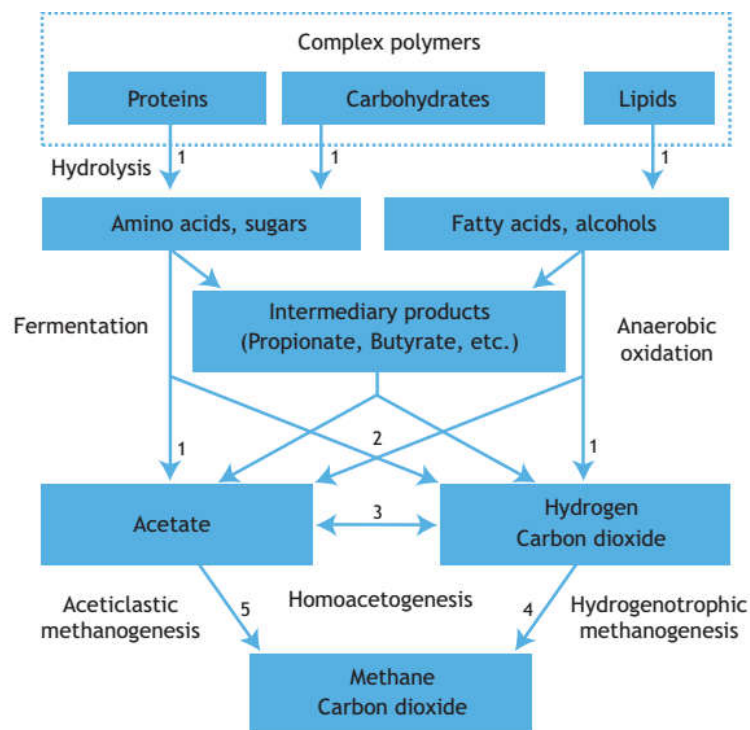 Complex polymers
Proteins
Carbohydrates
Lipids
1
1
1
Hydrolysis
Amino acids, sugars
Fatty acids, alcohols
Intermediary products
(Propionate, Butyrate, etc.)
Fermentation
Anaerobic
oxidation
1
2
1
Acetate
3
Hydrogen
Carbon dioxide
Aceticlastic
methanogenesis
5
Homoacetogenesis
4
Hydrogenotrophic
methanogenesis
Methane
Carbon dioxide